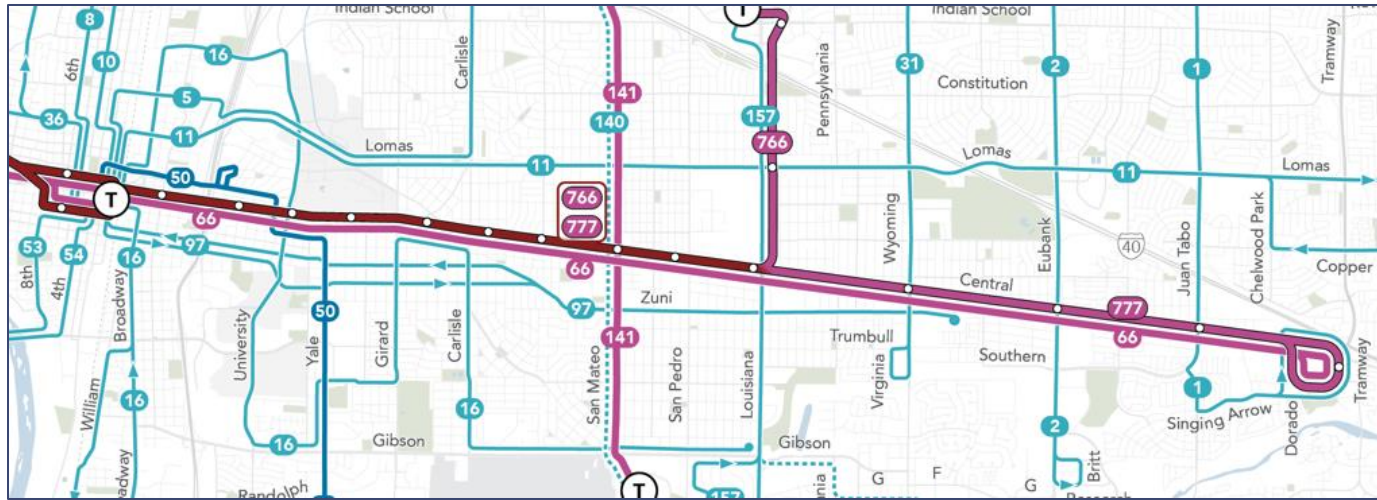 Indian School
Indian School
8
T
6th
10
16
Carlisle
141
140
157
Pennsylvania
766
31
Constitution
2
1
Tramway
5
36
11
Lomas
11
Lomas
11
Lomas
50
T
66
766
777
66
Wyoming
Eubank
40
Juan Tabo
Chelwood Park
Copper
53
54
16
97
8th
4th
Broadway
University
50
Yale
Girard
Carlisle
97
Zuni
Central
777
66
141
San Mateo
San Pedro
Louisiana
Trumbull
Virginia
Southern
1
Singing Arrow
Dorado
Tramway
William
16
16
16
Gibson
Gibson
2
Britt
G
F
G
Randolph
T
157